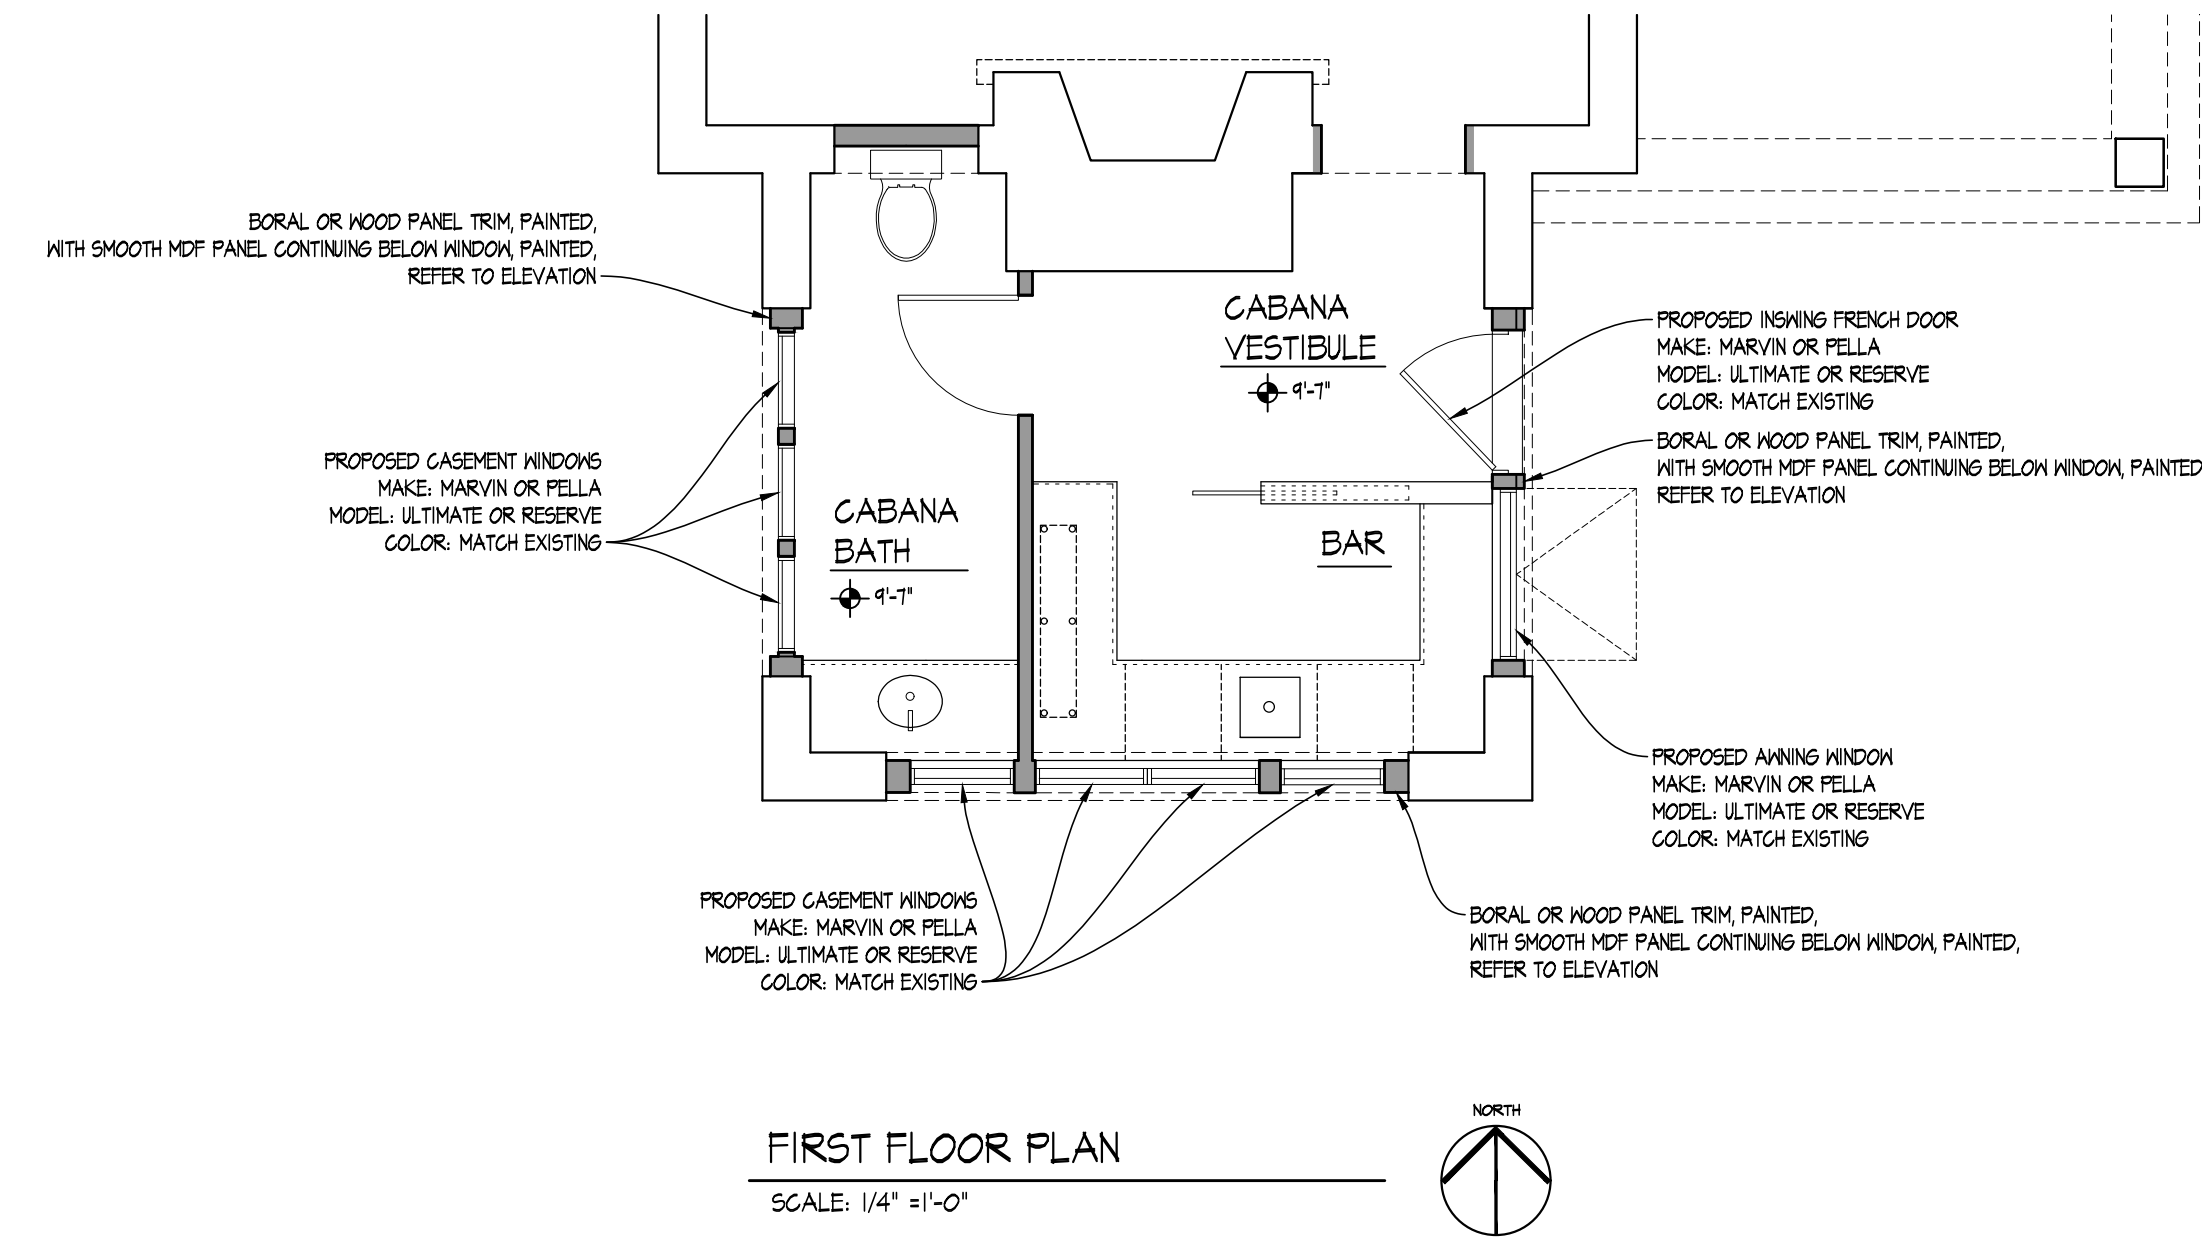 BORAL OR WOOD PANEL TRIM, PAINTED,
WITH SMOOTH MDF PANEL CONTINUING BELOW WINDOW, PAINTED,
REFER TO ELEVATION
CABANA
VESTIBULE
9'-7"
PROPOSED INSWING FRENCH DOOR
MAKE: MARVIN OR PELLA
MODEL: ULTIMATE OR RESERVE
COLOR: MATCH EXISTING
BORAL OR WOOD PANEL TRIM, PAINTED,
WITH SMOOTH MDF PANEL CONTINUING BELOW WINDOW, PAINTED
REFER TO ELEVATION
PROPOSED CASEMENT WINDOWS
MAKE: MARVIN OR PELLA
MODEL: ULTIMATE OR RESERVE
COLOR: MATCH EXISTING
CABANA
BATH
9'-7"
BAR
PROPOSED AWNING WINDOW
MAKE: MARVIN OR PELLA
MODEL: ULTIMATE OR RESERVE
COLOR: MATCH EXISTING
PROPOSED CASEMENT WINDOWS
MAKE: MARVIN OR PELLA
MODEL: ULTIMATE OR RESERVE
COLOR: MATCH EXISTING
BORAL OR WOOD PANEL TRIM, PAINTED,
WITH SMOOTH MDF PANEL CONTINUING BELOW WINDOW, PAINTED,
REFER TO ELEVATION
FIRST FLOOR PLAN
SCALE: 1/4" =1'-0"
NORTH